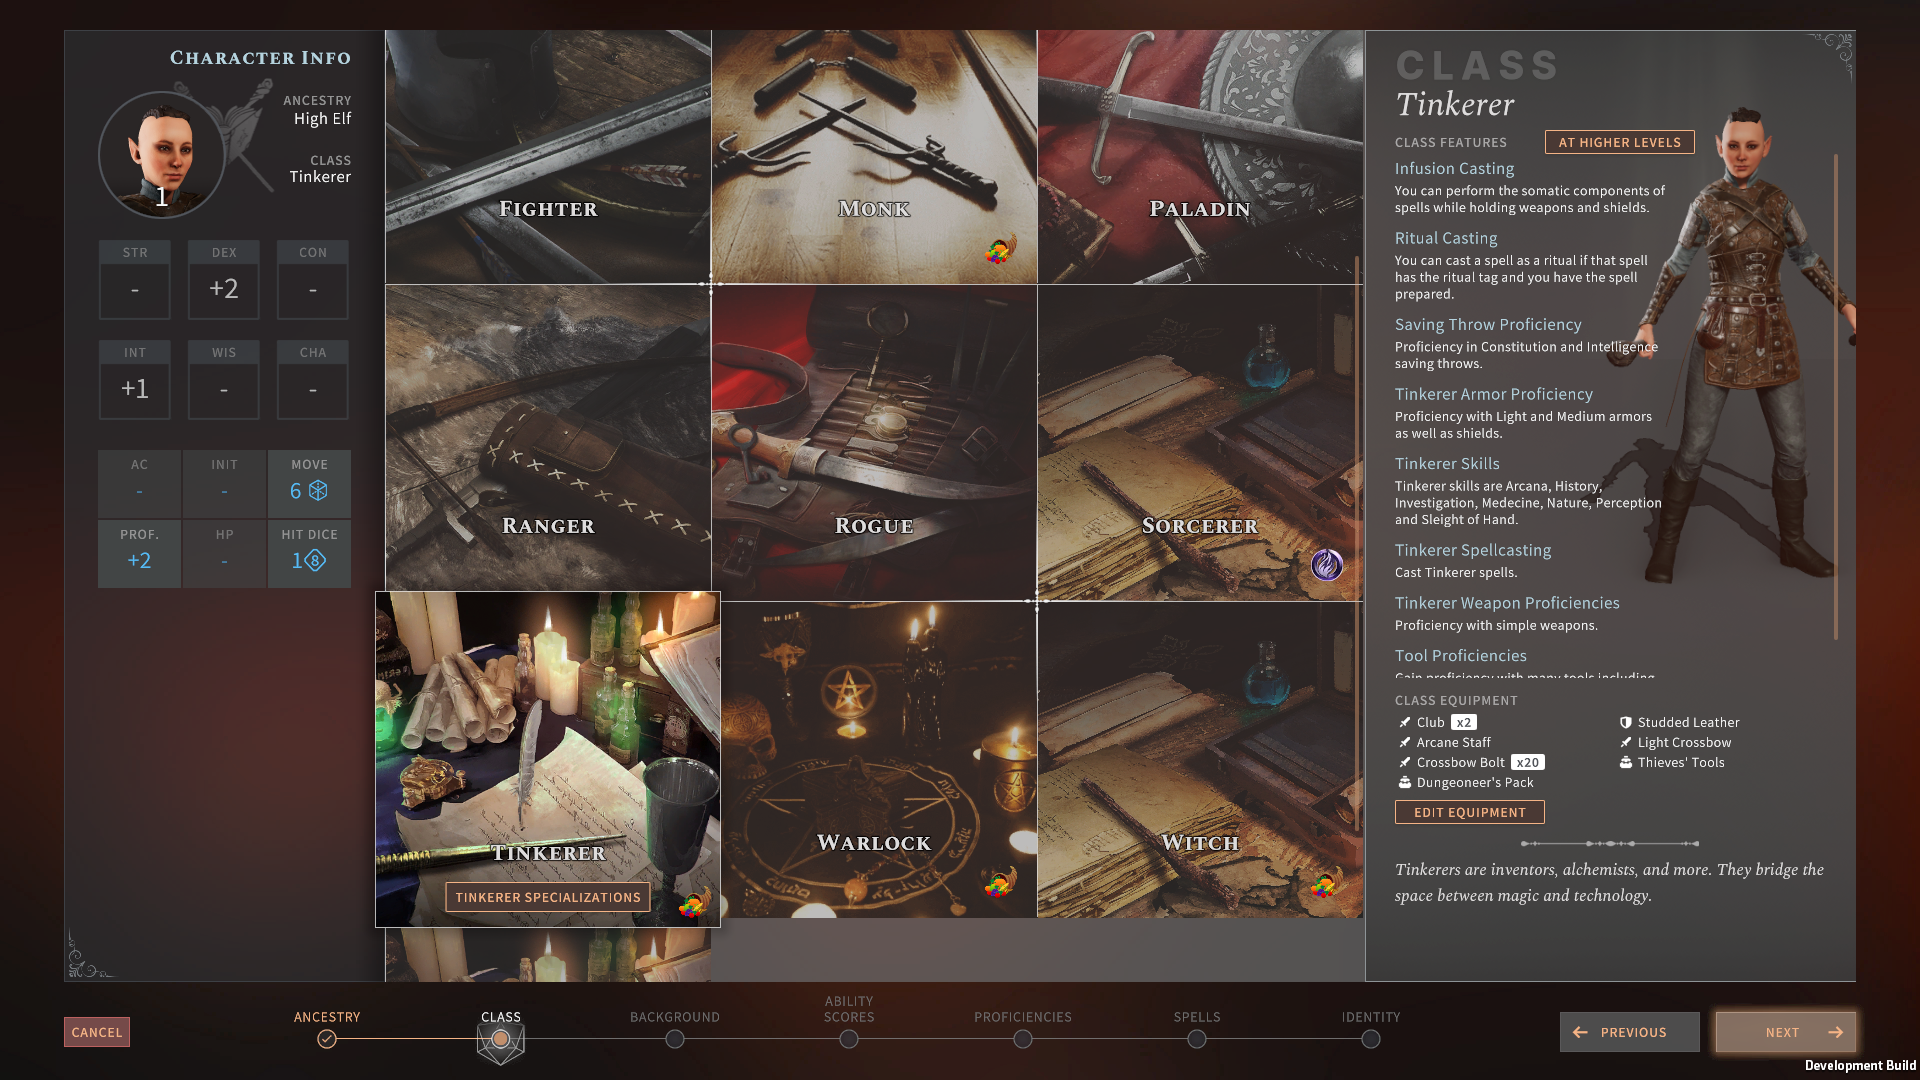 Character Info
ANCESTRY
High Elf
CLASS
Tinkerer
1
STR
DEX
CON
-
+2
-
INT
WIS
CHA
+1
-
-
AC
INIT
MOVE
-
-
6
PROF.
HP
HIT DICE
+2
-
1 8
Fighter
Monk
Paladin
Ranger
Rogue
Sorcerer
Tinkerer
TINKERER SPECIALIZATIONS
Warlock
Witch
CLASS
Tinkerer
CLASS FEATURES
AT HIGHER LEVELS
Infusion Casting
You can perform the somatic components of
spells while holding weapons and shields.
Ritual Casting
You can cast a spell as a ritual if that spell
has the ritual tag and you have the spell
prepared.
Saving Throw Proficiency
Proficiency in Constitution and Intelligence
saving throws.
Tinkerer Armor Proficiency
Proficiency with Light and Medium armors
as well as shields.
Tinkerer Skills
Tinkerer skills are Arcana, History,
Investigation, Medecine, Nature, Perception
and Sleight of Hand.
Tinkerer Spellcasting
Cast Tinkerer spells.
Tinkerer Weapon Proficiencies
Proficiency with simple weapons.
Tool Proficiencies
Gain proficiency with many tools including
CLASS EQUIPMENT
Club x2
Studded Leather
Arcane Staff
Light Crossbow
Crossbow Bolt x20
Thieves' Tools
Dungeoneer's Pack
EDIT EQUIPMENT
Tinkerers are inventors, alchemists, and more. They bridge the
space between magic and technology.
CANCEL
ANCESTRY
CLASS
BACKGROUND
ABILITY
SCORES
PROFICIENCIES
SPELLS
IDENTITY
PREVIOUS
NEXT
Development Build